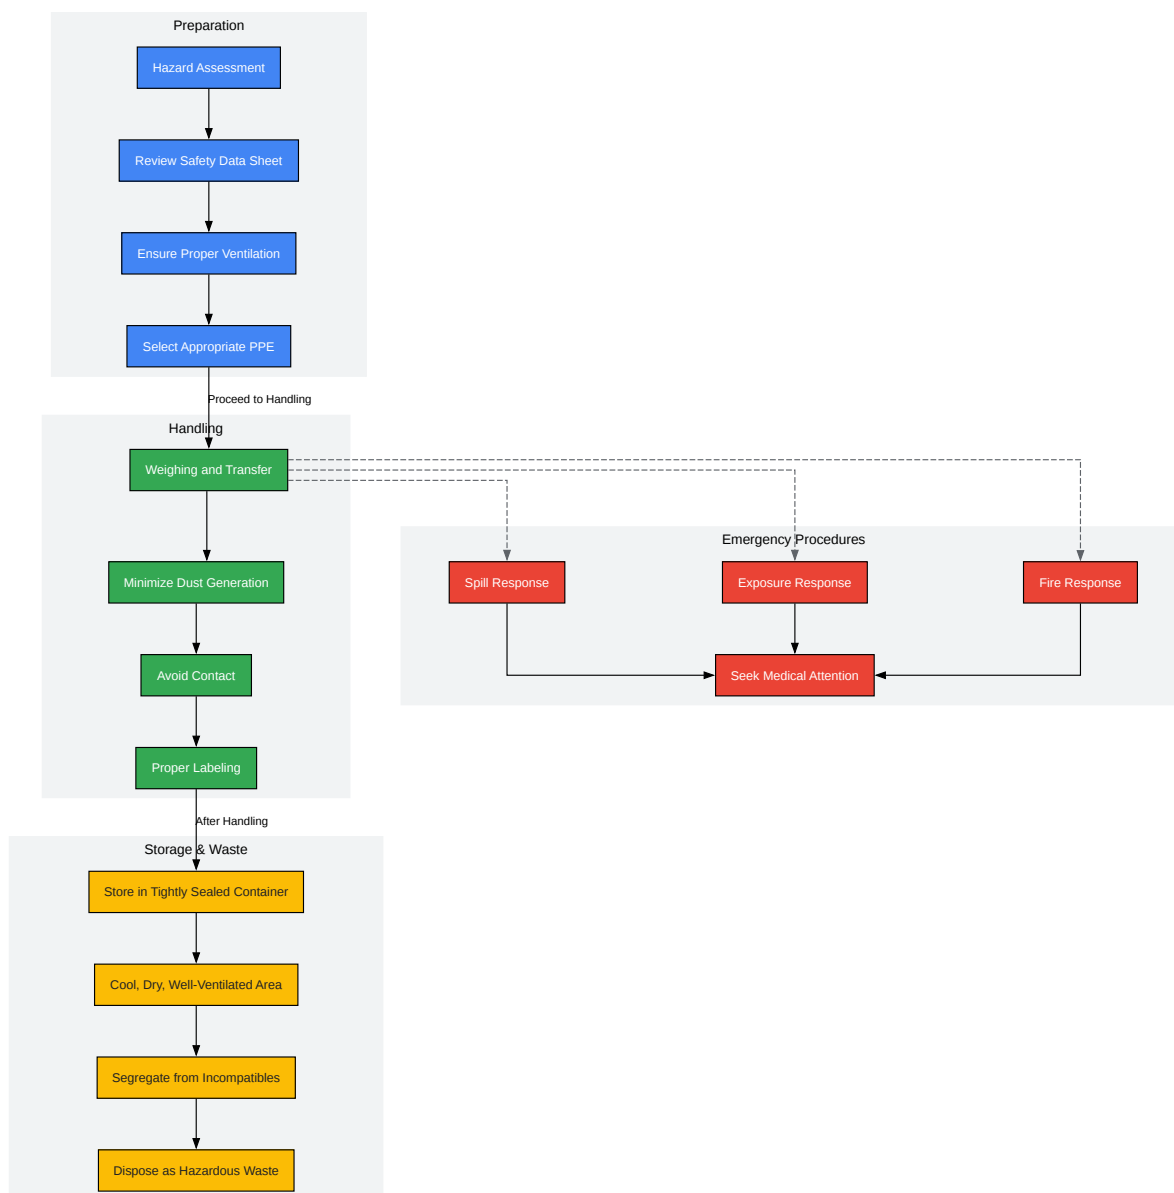 Preparation
Hazard Assessment
Review Safety Data Sheet
Ensure Proper Ventilation
Select Appropriate PPE
Proceed to Handling
Handling
Weighing and Transfer
Minimize Dust Generation
Avoid Contact
Proper Labeling
Emergency Procedures
Spill Response
Exposure Response
Fire Response
Seek Medical Attention
After Handling
Storage & Waste
Store in Tightly Sealed Container
Cool, Dry, Well-Ventilated Area
Segregate from Incompatibles
Dispose as Hazardous Waste